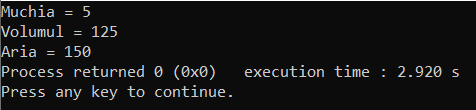 Muchia = 5
Volumul = 125
Aria = 150
Process returned 0 (0x0)   execution time : 2.920 s
Press any key to continue.